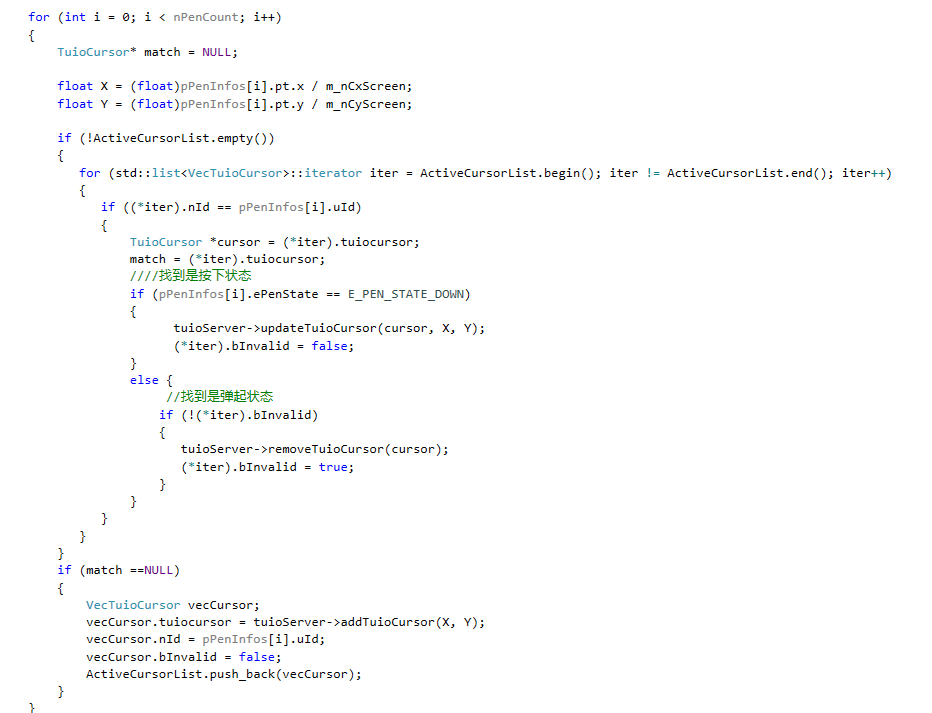 for (int i = 0; i < nPenCount; i++)
{
TuioCursor* match = NULL;
float X = (float)pPenInfos[i].pt.x / m_nCxScreen;
float Y = (float)pPenInfos[i].pt.y / m_nCyScreen;
if (!ActiveCursorList.empty())
{
for (std::list<VecTuioCursor>::iterator iter = ActiveCursorList.begin(); iter != ActiveCursorList.end(); iter++)
{
if ((*iter).nId == pPenInfos[i].uId)
{
TuioCursor *cursor = (*iter).tuiocursor;
match = (*iter).tuiocursor;
////找到是按下状态
if (pPenInfos[i].ePenState == E_PEN_STATE_DOWN)
{
tuioServer->updateTuioCursor(cursor, X, Y);
(*iter).bInvalid = false;
}
else {
//找到是弹起状态
if (!(*iter).bInvalid)
{
tuioServer->removeTuioCursor(cursor);
(*iter).bInvalid = true;
}
}
}
}
}
if (match ==NULL)
{
VecTuioCursor vecCursor;
vecCursor.tuiocursor = tuioServer->addTuioCursor(X, Y);
vecCursor.nId = pPenInfos[i].uId;
vecCursor.bInvalid = false;
ActiveCursorList.push_back(vecCursor);
}
}